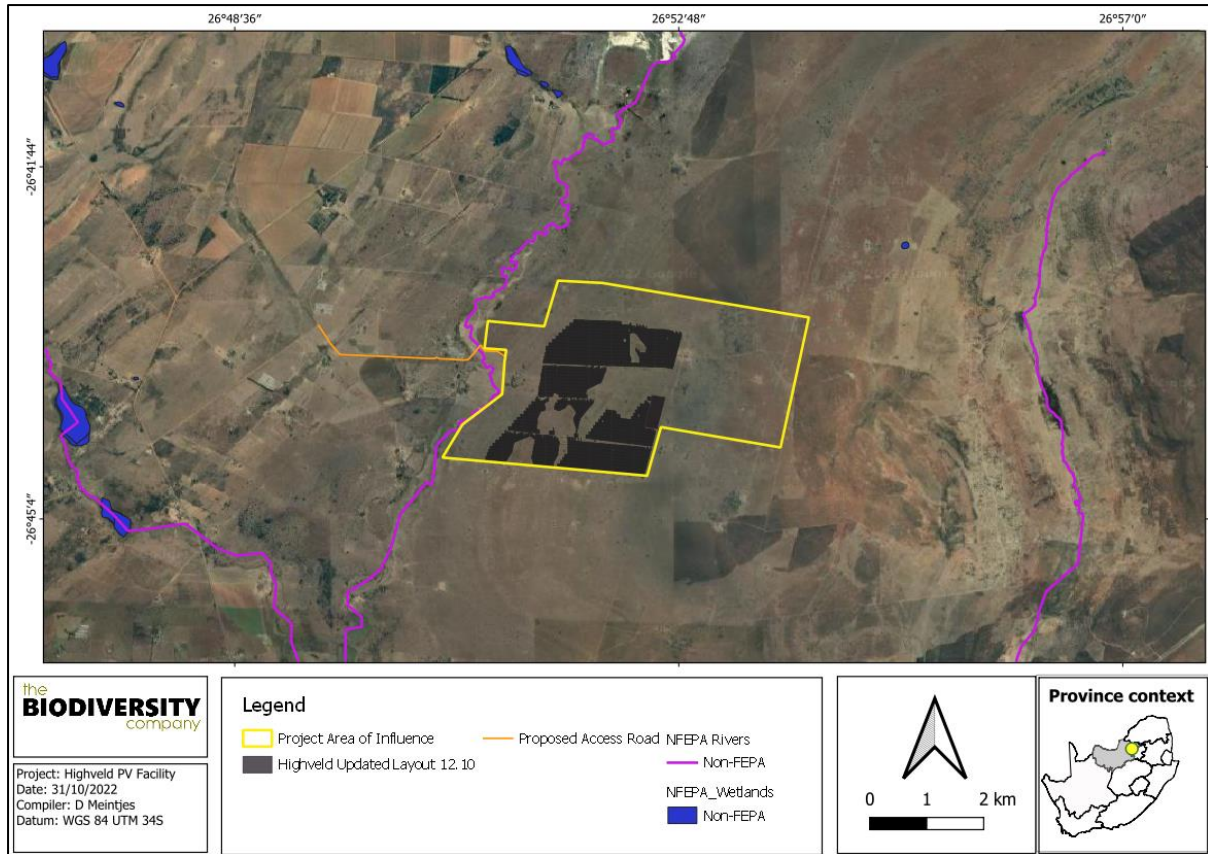 26°48'36"
26°52'48"
26°57'0"
-26°41'44"
-26°45'4"
the
BIODIVERSITY
company
Project: Highveld PV Facility
Date: 31/10/2022
Compiler: D Meintjes
Datum: WGS 84 UTM 34S
Legend
Project Area of Influence
Highveld Updated Layout 12.10
Proposed Access Road
NFEPA Rivers
Non-FEPA
NFEPA_Wetlands
Non-FEPA
0 1 2 km
Province context